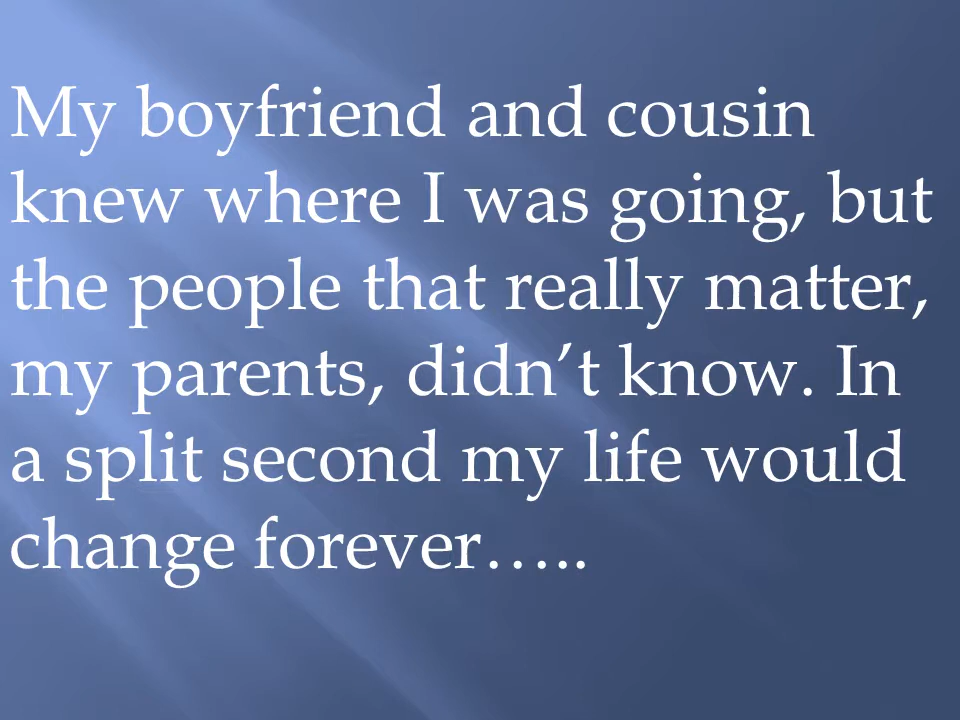 My boyfriend and cousin
knew where I was going, but
the people that really matter,
my parents, didn’t know. In
a split second my life would
change forever…..